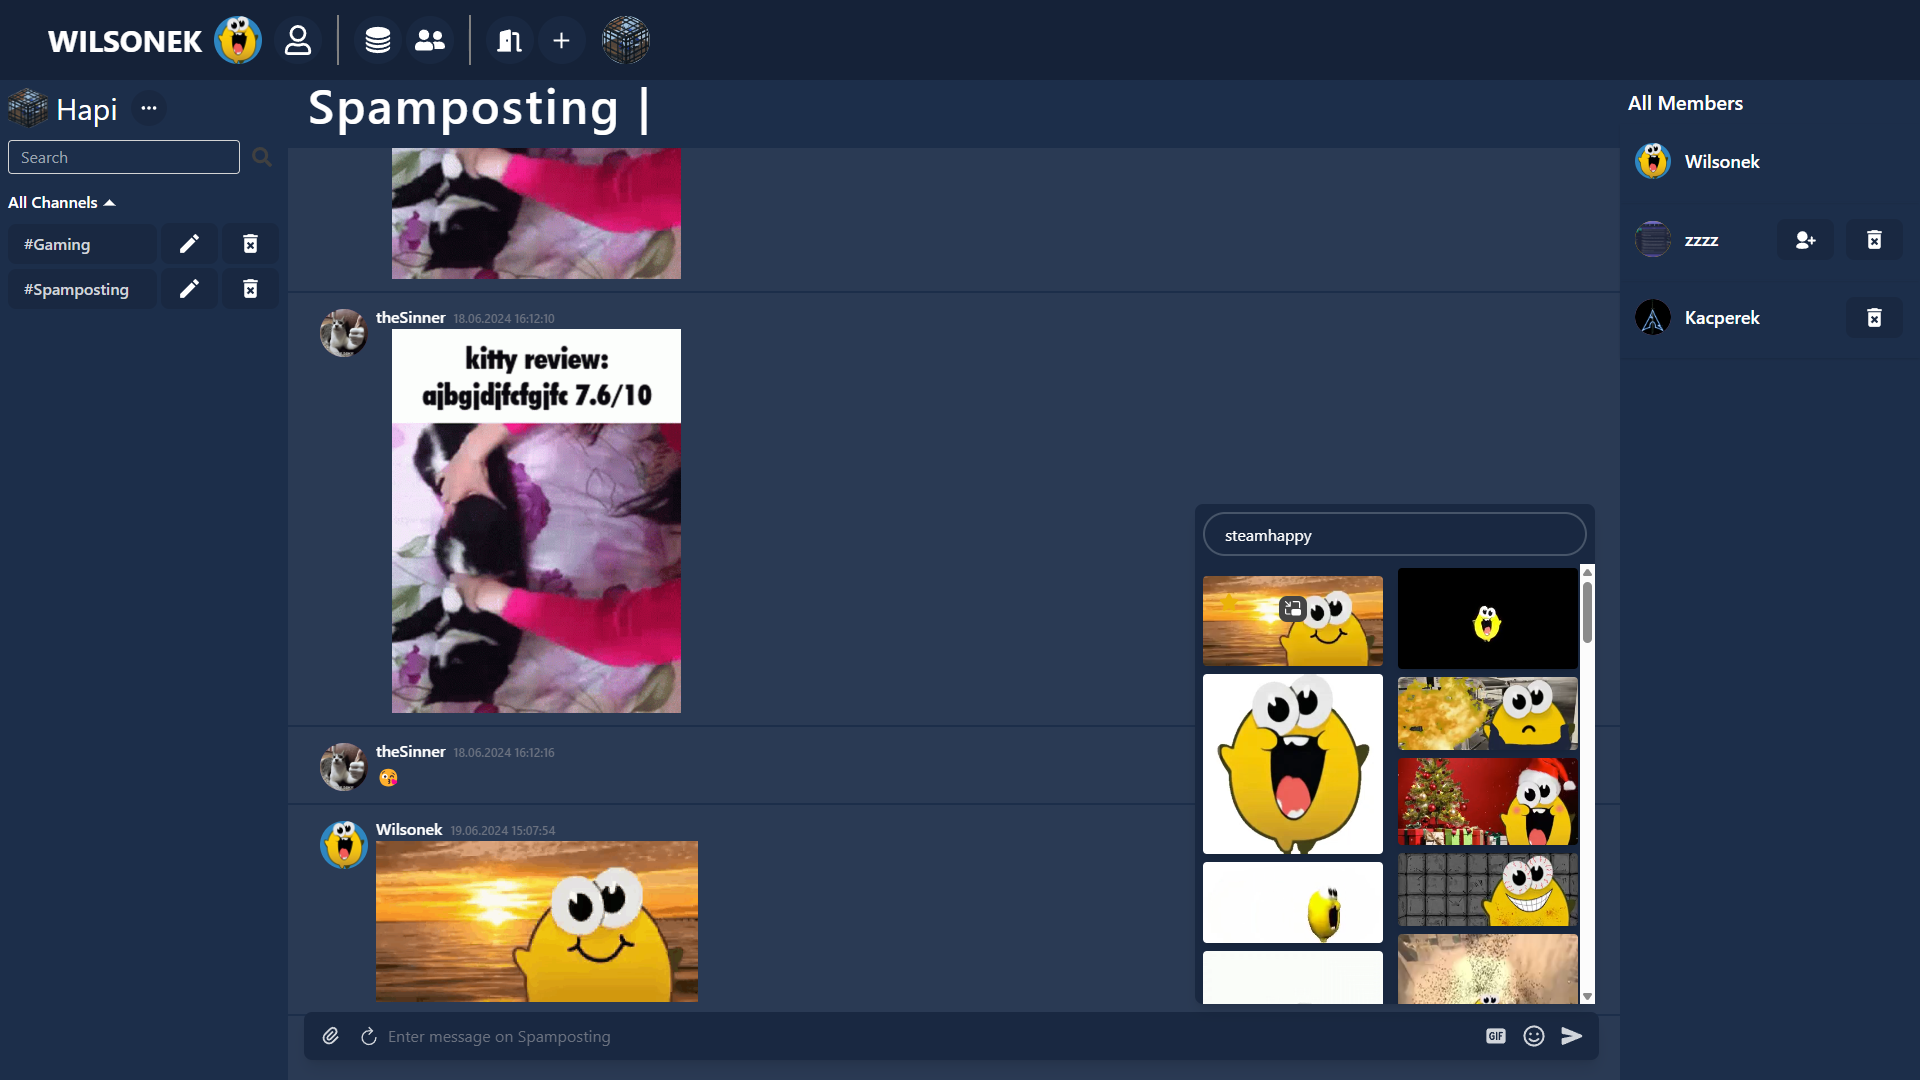 WILSONEK
Hapi
Search
All Channels
#Gaming
#Spamposting
Spamposting |
theSinner 18.06.2024 16:12:10
kitty review:
ajbgjdjfcfgjfc 7.6/10
theSinner 18.06.2024 16:12:16
Wilsonek 19.06.2024 15:07:54
steamhappy
Enter message on Spamposting
GIF
All Members
Wilsonek
zzzz
Kacperek